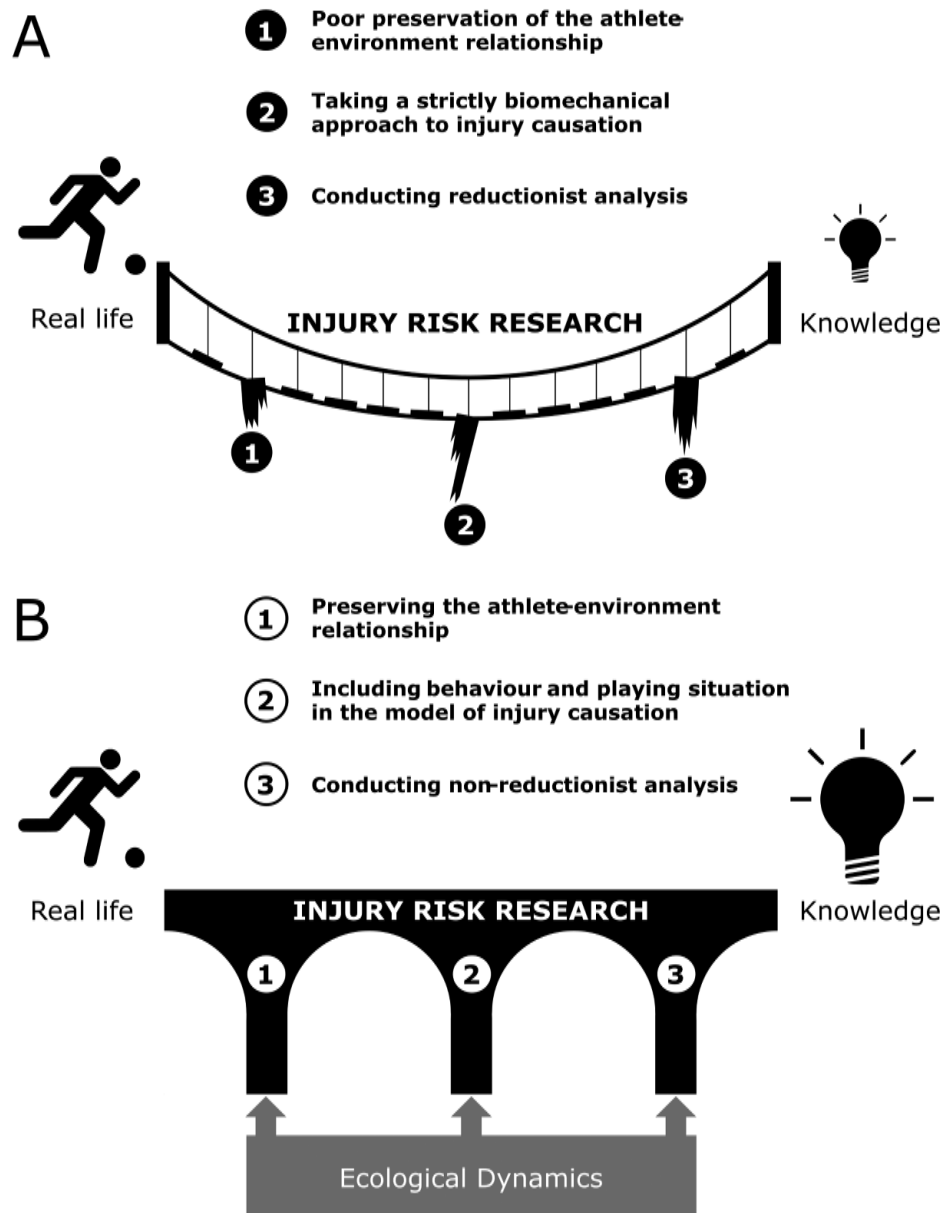 A
1 Poor preservation of the athlete-
environment relationship
2 Taking a strictly biomechanical
approach to injury causation
3 Conducting reductionist analysis
Real life
INJURY RISK RESEARCH
Knowledge
1
2
3
B
1 Preserving the athlete-environment
relationship
2 Including behaviour and playing situation
in the model of injury causation
3 Conducting non-reductionist analysis
Real life
INJURY RISK RESEARCH
Knowledge
1
2
3
Ecological Dynamics